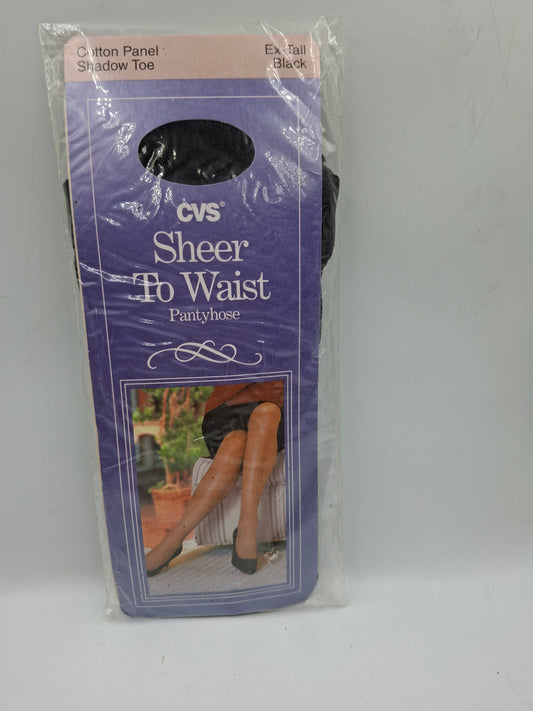 Cotton Panel Ex-Tall
Shadow Toe Black
CVS®
Sheer
To Waist
Pantyhose